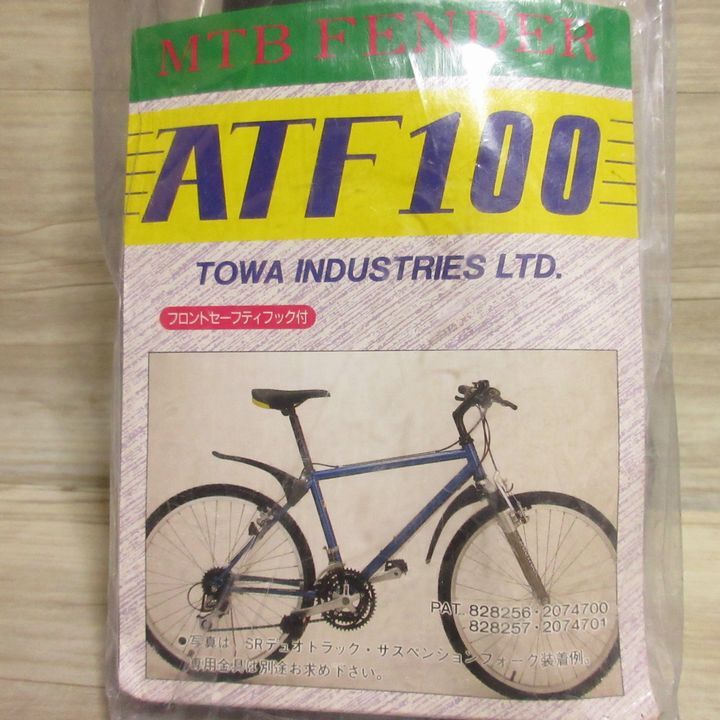 MTB FENDER
ATF100
TOWA INDUSTRIES LTD.
フロントセーフティフック付
PAT. 828256・2074700
828257・2074701
●写真は、SRデュオトラック・サスペンションフォーク装着例。
専用金具は別途お求め下さい。